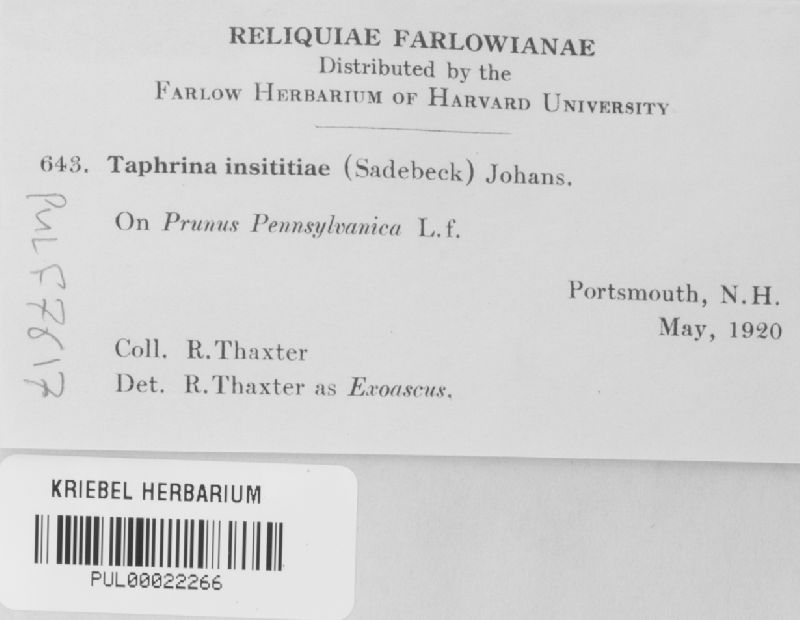 RELIQUIAE FARLOWIANAE
Distributed by the
FARLOW HERBARIUM OF HARVARD UNIVERSITY
643. Taphrina insititiae (Sadebeck) Johans.
On Prunus Pennsylvanica L.f.
Portsmouth, N.H.
May, 1920
Coll. R.Thaxter
Det. R.Thaxter as Exoascus.
PUL F7617
KRIEBEL HERBARIUM
PUL00022266